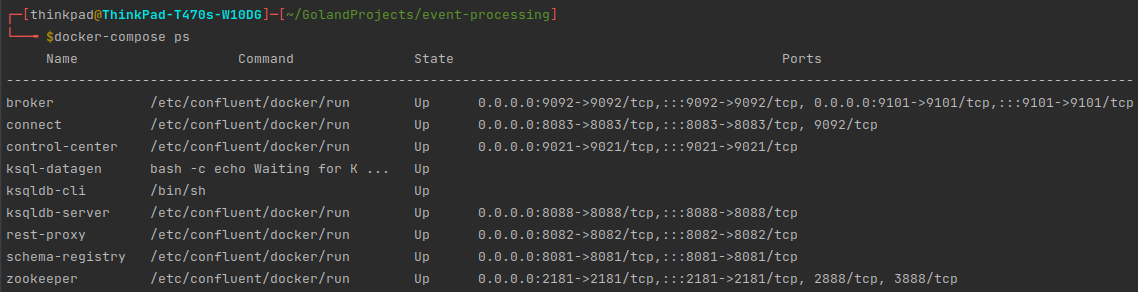 ┌─[thinkpad@ThinkPad-T470s-W10DG]─[~/GolandProjects/event-processing]
└──╼ $docker-compose ps
     Name                    Command               State                                         Ports
---------------------------------------------------------------------------------------------------------------------------------------------
broker            /etc/confluent/docker/run        Up      0.0.0.0:9092->9092/tcp,:::9092->9092/tcp, 0.0.0.0:9101->9101/tcp,:::9101->9101/tcp
connect           /etc/confluent/docker/run        Up      0.0.0.0:8083->8083/tcp,:::8083->8083/tcp, 9092/tcp
control-center    /etc/confluent/docker/run        Up      0.0.0.0:9021->9021/tcp,:::9021->9021/tcp
ksql-datagen      bash -c echo Waiting for K ...   Up
ksqldb-cli        /bin/sh                          Up
ksqldb-server     /etc/confluent/docker/run        Up      0.0.0.0:8088->8088/tcp,:::8088->8088/tcp
rest-proxy        /etc/confluent/docker/run        Up      0.0.0.0:8082->8082/tcp,:::8082->8082/tcp
schema-registry   /etc/confluent/docker/run        Up      0.0.0.0:8081->8081/tcp,:::8081->8081/tcp
zookeeper         /etc/confluent/docker/run        Up      0.0.0.0:2181->2181/tcp,:::2181->2181/tcp, 2888/tcp, 3888/tcp